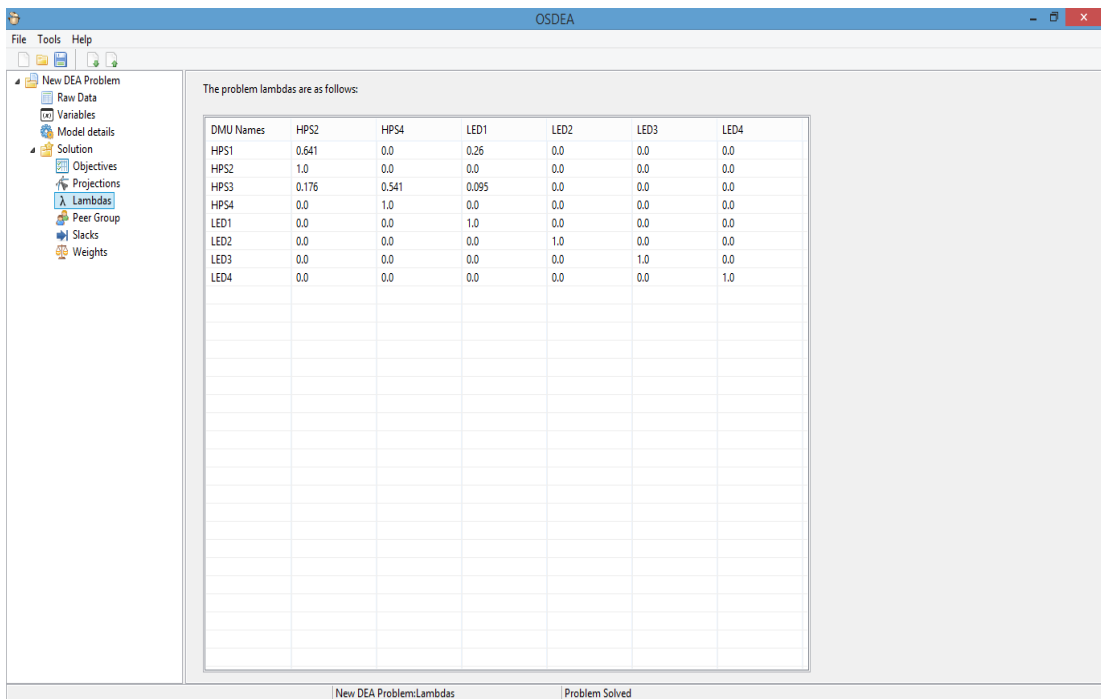 OSDEA
File Tools Help
New DEA Problem
Raw Data
(x) Variables
Model details
Solution
Objectives
Projections
λ Lambdas
Peer Group
Slacks
Weights
The problem lambdas are as follows:
DMU Names HPS2 HPS4 LED1 LED2 LED3 LED4
HPS1 0.641 0.0 0.26 0.0 0.0 0.0
HPS2 1.0 0.0 0.0 0.0 0.0 0.0
HPS3 0.176 0.541 0.095 0.0 0.0 0.0
HPS4 0.0 1.0 0.0 0.0 0.0 0.0
LED1 0.0 0.0 1.0 0.0 0.0 0.0
LED2 0.0 0.0 0.0 1.0 0.0 0.0
LED3 0.0 0.0 0.0 0.0 1.0 0.0
LED4 0.0 0.0 0.0 0.0 0.0 1.0
New DEA Problem:Lambdas Problem Solved